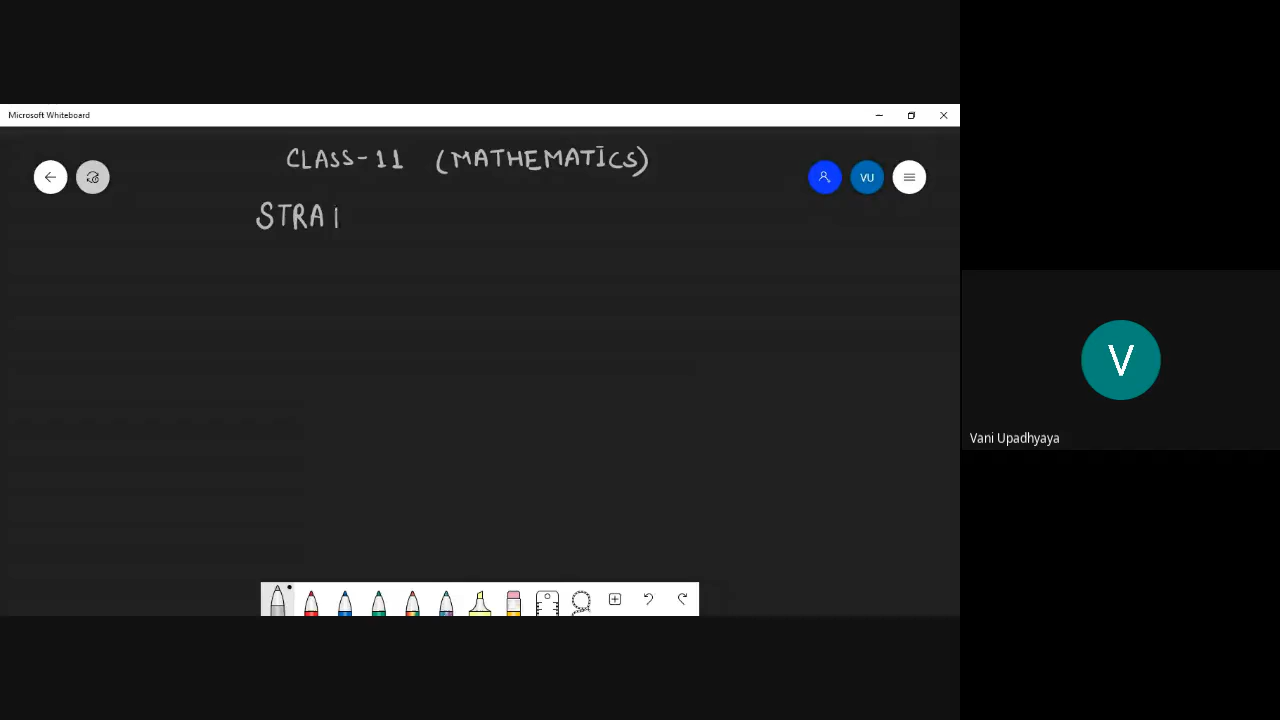 Microsoft Whiteboard
CLASS-11 (MATHEMATICS)
VU
STRAI
V
Vani Upadhyaya